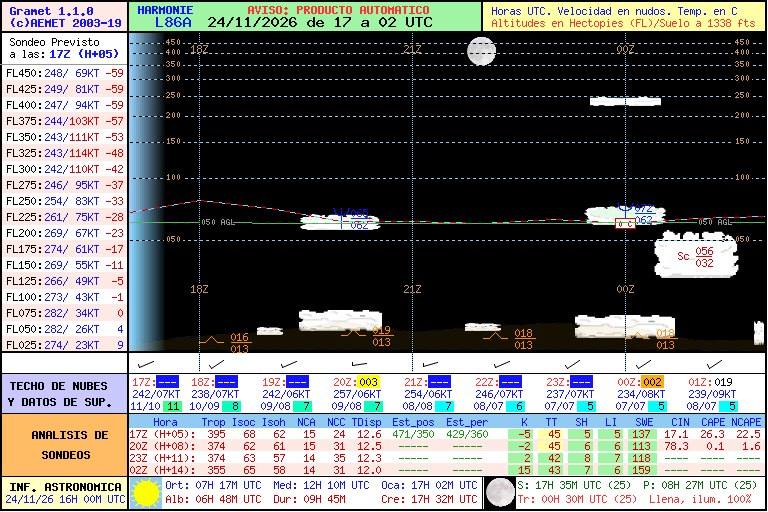 Gramet 1.1.0
(c)AEMET 2003-19
HARMONIE
L86A
AVISO: PRODUCTO AUTOMATICO
24/11/2026 de 17 a 02 UTC
Horas UTC. Velocidad en nudos. Temp. en C
Altitudes en Hectopies (FL)/Suelo a 1338 fts
Sondeo Previsto
a las: 17Z (H+05)
FL450: 248/ 69KT -59
FL425: 249/ 81KT -59
FL400: 247/ 94KT -59
FL375: 244/103KT -57
FL350: 243/111KT -53
FL325: 243/114KT -48
FL300: 242/110KT -42
FL275: 246/ 95KT -37
FL250: 254/ 83KT -33
FL225: 261/ 75KT -28
FL200: 269/ 67KT -23
FL175: 274/ 61KT -17
FL150: 269/ 55KT -11
FL125: 266/ 49KT -5
FL100: 273/ 43KT -1
FL075: 282/ 34KT 0
FL050: 282/ 26KT 4
FL025: 274/ 23KT 9
450 18Z 21Z 00Z 450
400 400
350 350
300 300
250 250
200 200
150 150
100 100
050 AGL 062 062 050 AGL
050 050
Sc 056
032
18Z 21Z 00Z
016 019 018 018
013 013 013 013
TECHO DE NUBES
Y DATOS DE SUP.
17Z: --- 18Z: --- 19Z: --- 20Z: 003 21Z: --- 22Z: --- 23Z: --- 00Z: 002 01Z: 019
242/07KT 238/07KT 242/06KT 257/06KT 254/06KT 246/07KT 237/07KT 234/08KT 239/09KT
11/10 11 10/09 8 09/08 7 09/08 7 08/07 7 08/07 6 08/07 5 08/07 5 08/07 5
ANALISIS DE
SONDEOS
Hora Trop Isoc Isoh NCA NCC TDisp Est_pos Est_per K TT SH LI SWE CIN CAPE NCAPE
17Z (H+05): 395 68 62 15 24 12.6 471/350 429/360 -5 45 5 5 137 17.1 26.3 22.5
20Z (H+08): 374 62 61 15 31 12.5 ----- ----- -2 45 6 6 113 78.3 0.1 1.6
23Z (H+11): 374 63 57 14 35 12.3 ----- ----- 2 42 8 7 118 ---- ---- ----
02Z (H+14): 355 65 58 14 31 12.0 ----- ----- 15 43 6 6 159 ---- ---- ----
INF. ASTRONOMICA
24/11/26 16H 00M UTC
Ort: 07H 17M UTC Med: 12H 10M UTC Oca: 17H 02M UTC
Alb: 06H 48M UTC Dur: 09H 45M Cre: 17H 32M UTC
S: 17H 35M UTC (25) P: 08H 27M UTC (25)
Tr: 00H 30M UTC (25) Llena, ilum. 100%